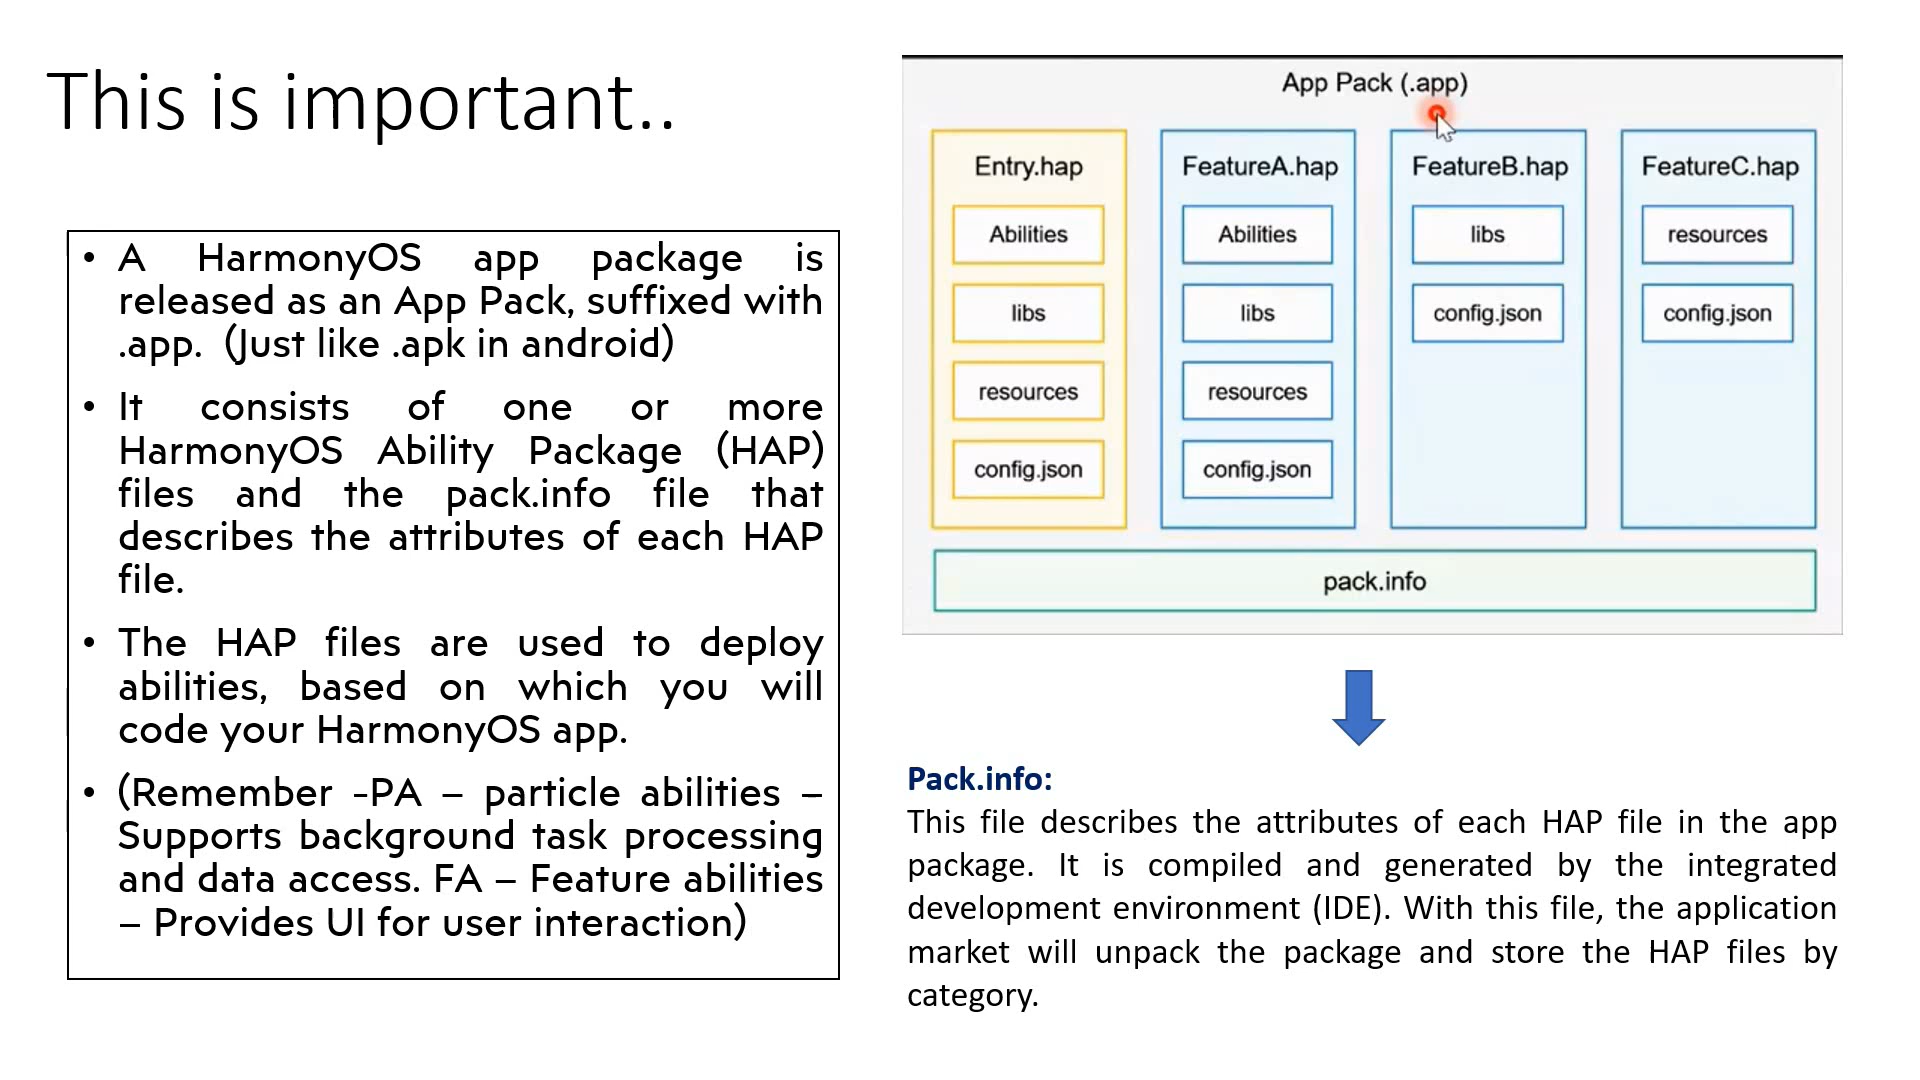 This is important..
• A HarmonyOS app package is
released as an App Pack, suffixed with
.app. (Just like .apk in android)
• It consists of one or more
HarmonyOS Ability Package (HAP)
files and the pack.info file that
describes the attributes of each HAP
file.
• The HAP files are used to deploy
abilities, based on which you will
code your HarmonyOS app.
• (Remember -PA – particle abilities –
Supports background task processing
and data access. FA – Feature abilities
– Provides UI for user interaction)
App Pack (.app)
Entry.hap
Abilities
libs
resources
config.json
FeatureA.hap
Abilities
libs
resources
config.json
FeatureB.hap
libs
config.json
FeatureC.hap
resources
config.json
pack.info
Pack.info:
This file describes the attributes of each HAP file in the app
package. It is compiled and generated by the integrated
development environment (IDE). With this file, the application
market will unpack the package and store the HAP files by
category.